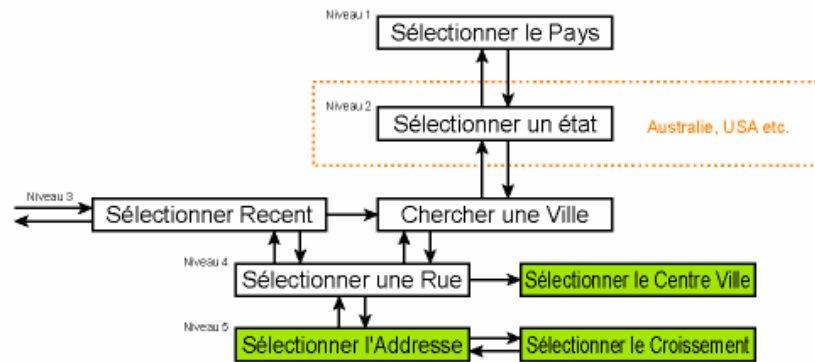 Niveau 1
Sélectionner le Pays
Niveau 2
Sélectionner un état
Australie, USA etc.
Niveau 3
Sélectionner Recent
Chercher une Ville
Niveau 4
Sélectionner une Rue
Sélectionner le Centre Ville
Niveau 5
Sélectionner l'Addresse
Sélectionner le Croissement